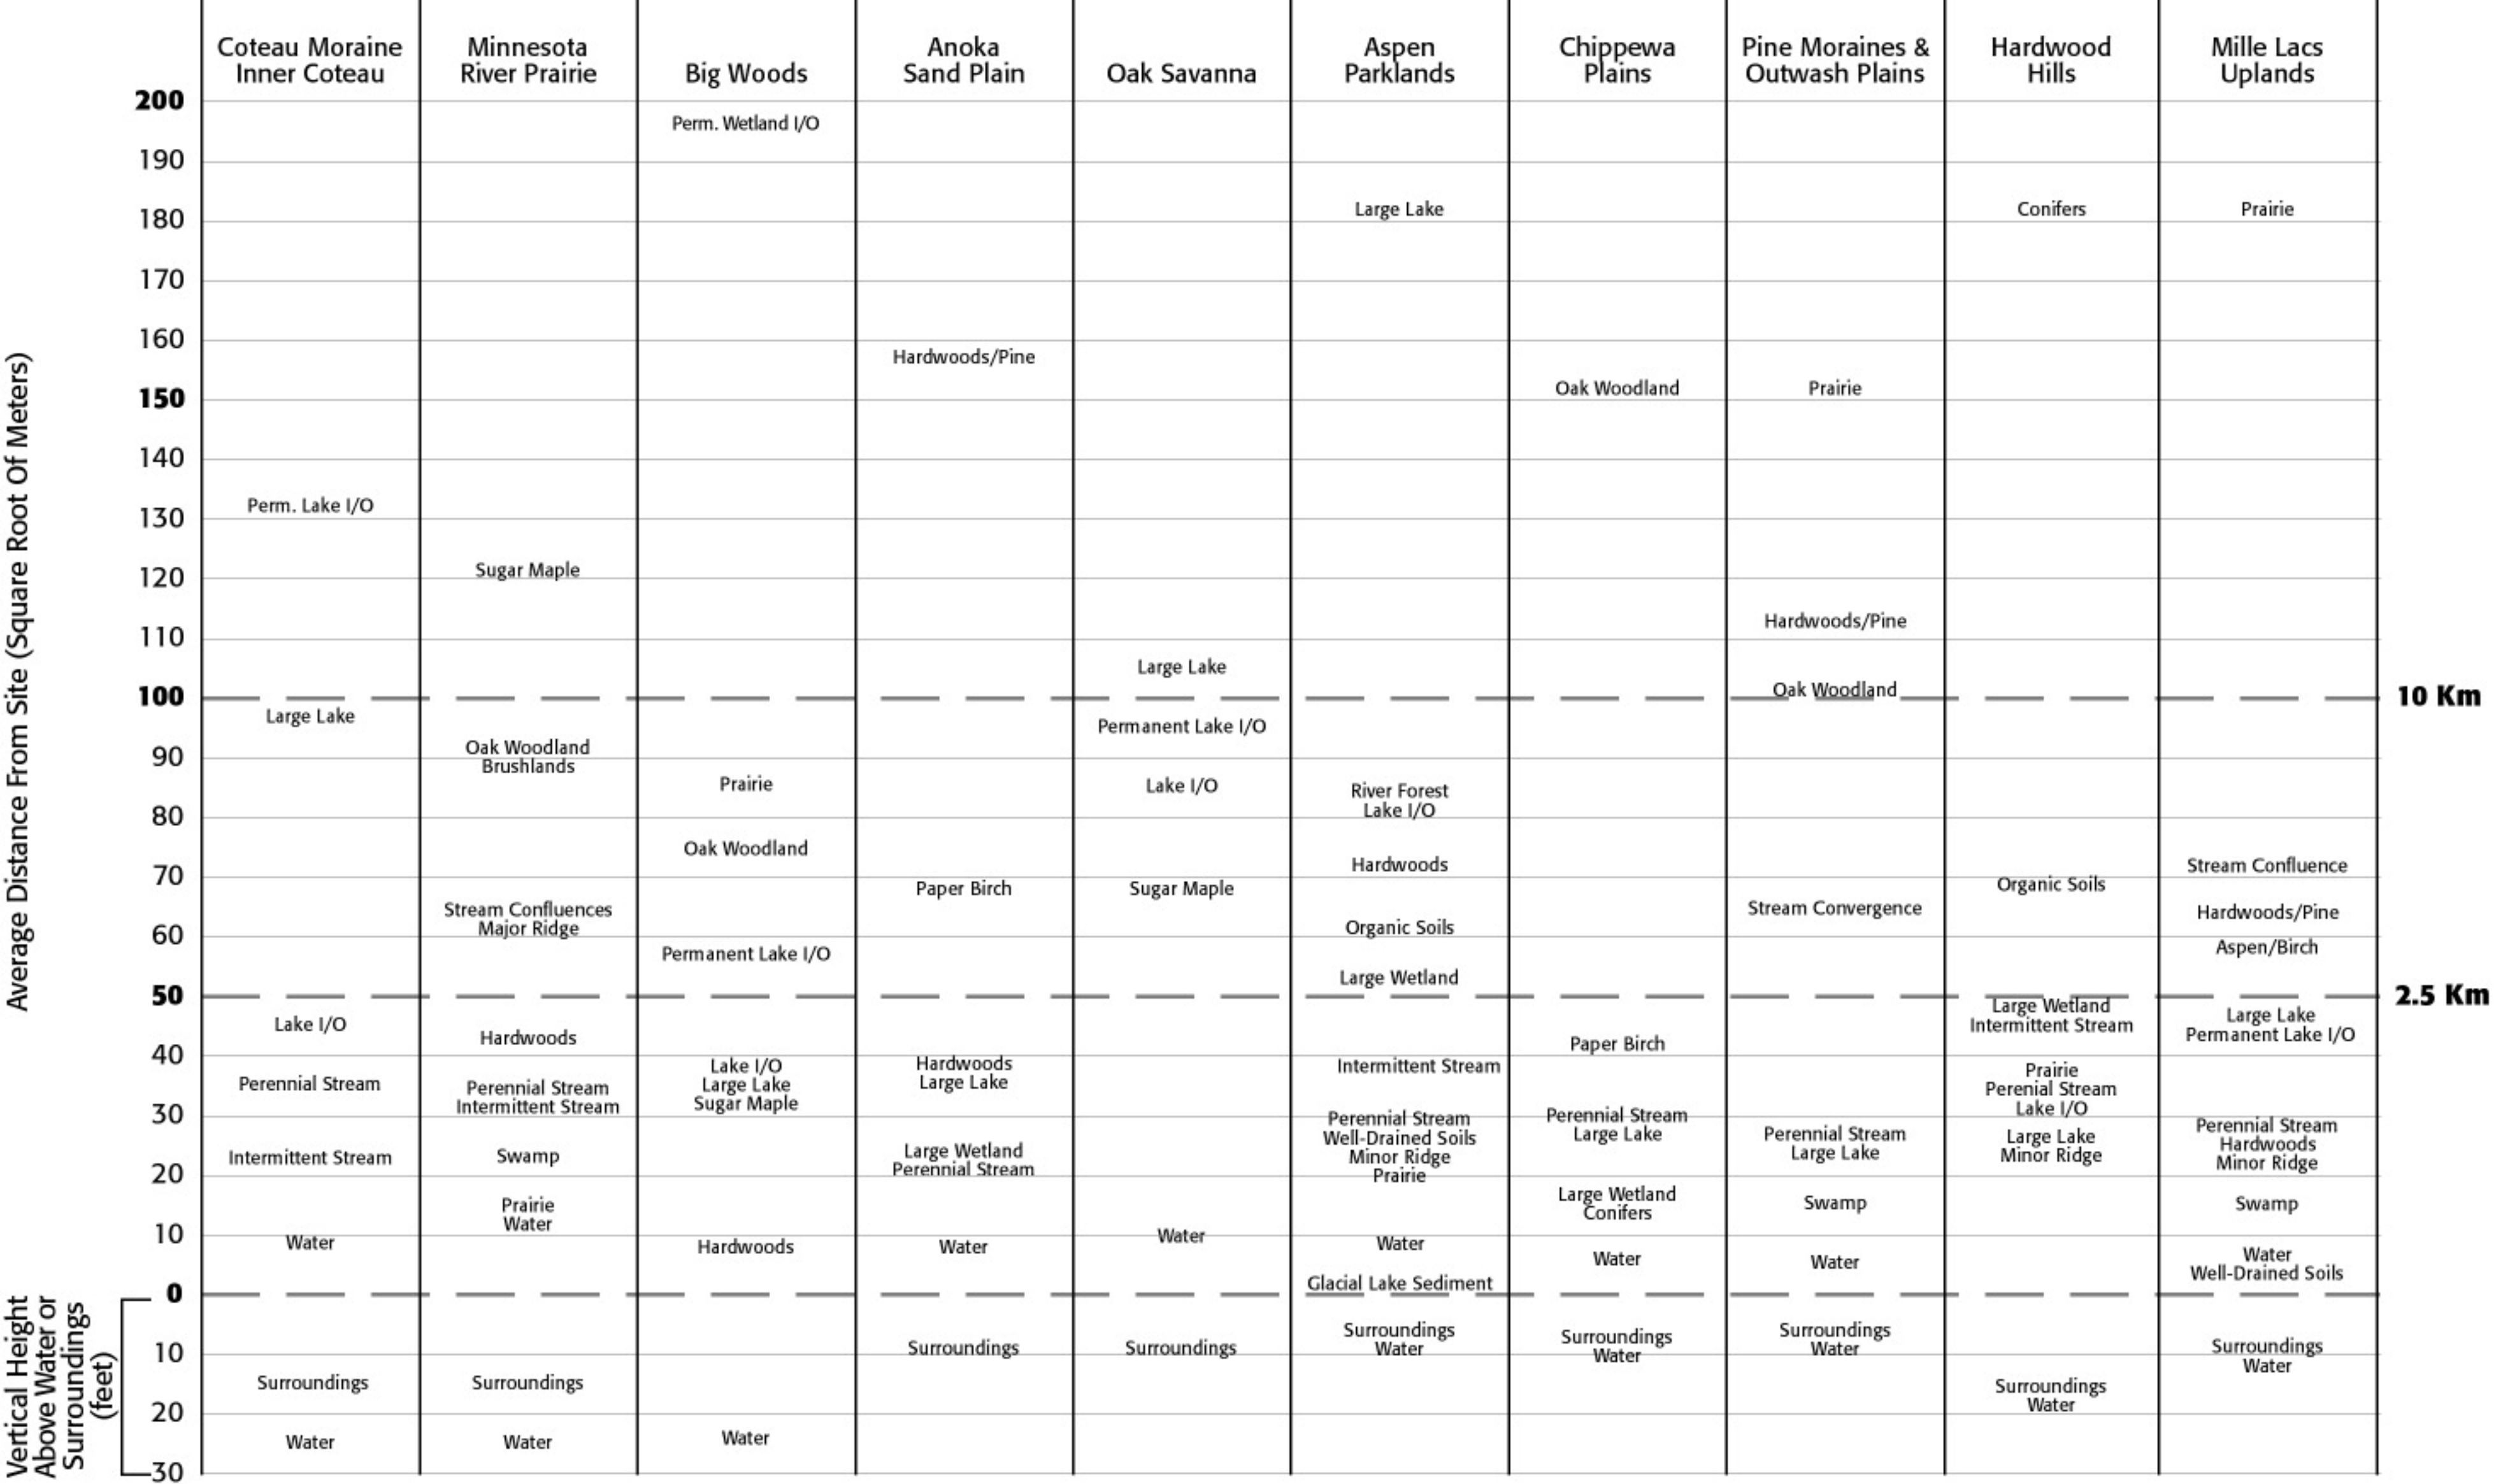 Coteau Moraine
Inner Coteau
Minnesota
River Prairie
Big Woods
Anoka
Sand Plain
Oak Savanna
Aspen
Parklands
Chippewa
Plains
Pine Moraines &
Outwash Plains
Hardwood
Hills
Mille Lacs
Uplands
Average Distance From Site (Square Root Of Meters)
200
190
180
170
160
150
140
130
120
110
100
90
80
70
60
50
40
30
20
10
0
10
20
30
Vertical Height
Above Water or
Surroundings
(feet)
Perm. Lake I/O
Large Lake
Lake I/O
Perennial Stream
Intermittent Stream
Water
Surroundings
Water
Sugar Maple
Oak Woodland
Brushlands
Stream Confluences
Major Ridge
Hardwoods
Perennial Stream
Intermittent Stream
Swamp
Prairie
Water
Surroundings
Water
Perm. Wetland I/O
Prairie
Oak Woodland
Permanent Lake I/O
Lake I/O
Large Lake
Sugar Maple
Hardwoods
Water
Hardwoods/Pine
Paper Birch
Hardwoods
Large Lake
Large Wetland
Perennial Stream
Water
Surroundings
Large Lake
Permanent Lake I/O
Lake I/O
Sugar Maple
Water
Surroundings
Large Lake
River Forest
Lake I/O
Hardwoods
Organic Soils
Large Wetland
Intermittent Stream
Perennial Stream
Well-Drained Soils
Minor Ridge
Prairie
Water
Glacial Lake Sediment
Surroundings
Water
Oak Woodland
Paper Birch
Perennial Stream
Large Lake
Large Wetland
Conifers
Water
Surroundings
Water
Prairie
Hardwoods/Pine
Oak Woodland
Stream Convergence
Perennial Stream
Large Lake
Swamp
Water
Surroundings
Water
Conifers
Organic Soils
Large Wetland
Intermittent Stream
Prairie
Perenial Stream
Lake I/O
Large Lake
Minor Ridge
Surroundings
Water
Prairie
Stream Confluence
Hardwoods/Pine
Aspen/Birch
Large Lake
Permanent Lake I/O
Perennial Stream
Hardwoods
Minor Ridge
Swamp
Water
Well-Drained Soils
Surroundings
Water
10 Km
2.5 Km